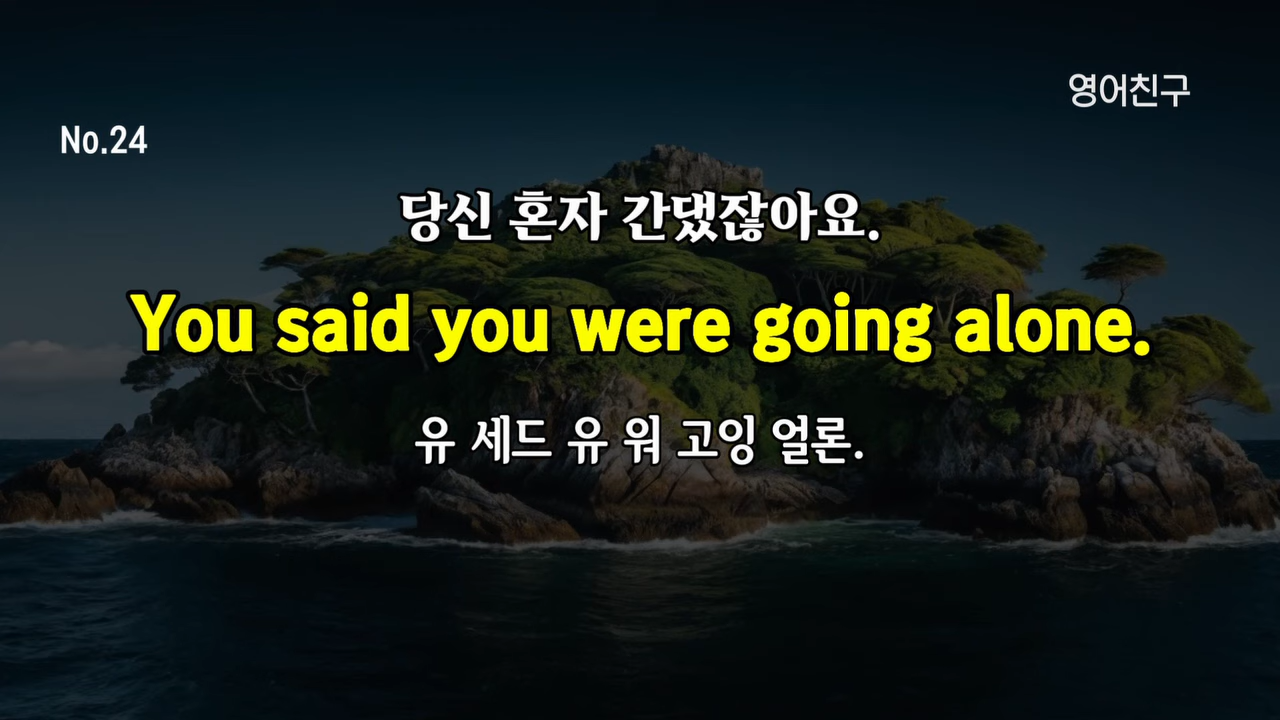 영어친구
No.24
당신 혼자 간댔잖아요.
You said you were going alone.
유 세드 유 워 고잉 얼론.